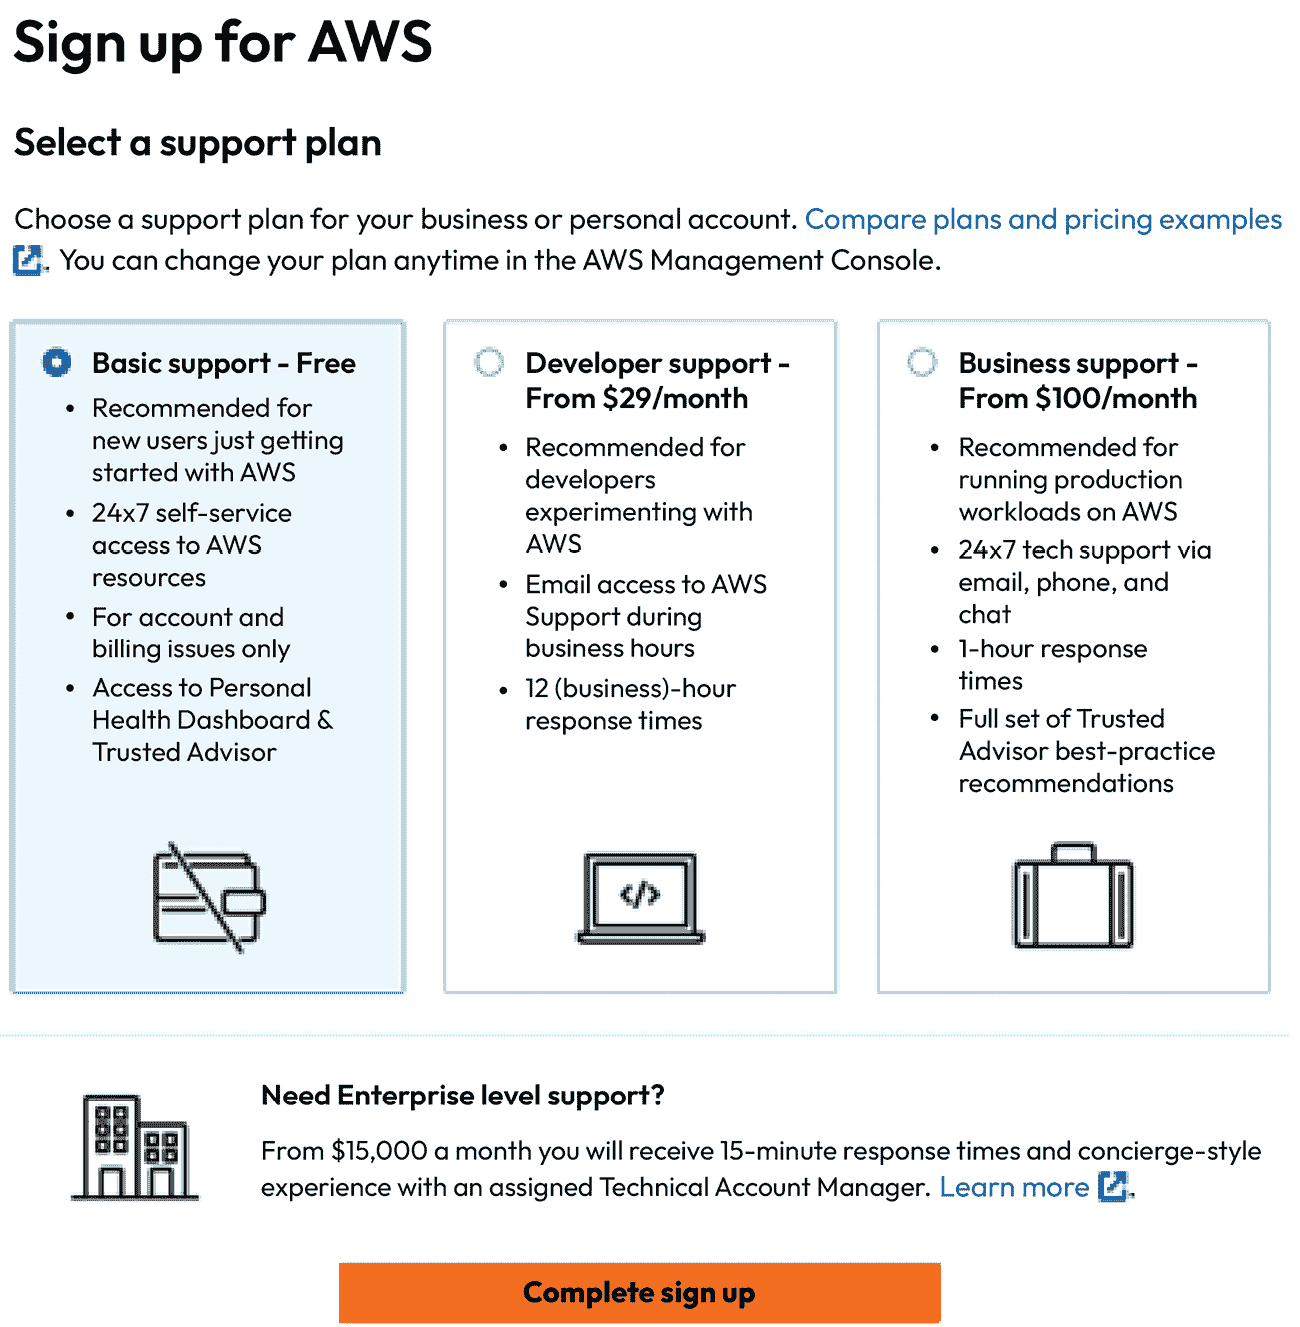 Sign up for AWS
Select a support plan
Choose a support plan for your business or personal account. Compare plans and pricing examples
. You can change your plan anytime in the AWS Management Console.
Basic support - Free
• Recommended for
new users just getting
started with AWS
• 24x7 self-service
access to AWS
resources
• For account and
billing issues only
• Access to Personal
Health Dashboard &
Trusted Advisor
Developer support -
From $29/month
• Recommended for
developers
experimenting with
AWS
• Email access to AWS
Support during
business hours
• 12 (business)-hour
response times
</>
Business support -
From $100/month
• Recommended for
running production
workloads on AWS
• 24x7 tech support via
email, phone, and
chat
• 1-hour response
times
• Full set of Trusted
Advisor best-practice
recommendations
Need Enterprise level support?
From $15,000 a month you will receive 15-minute response times and concierge-style
experience with an assigned Technical Account Manager. Learn more .
Complete sign up